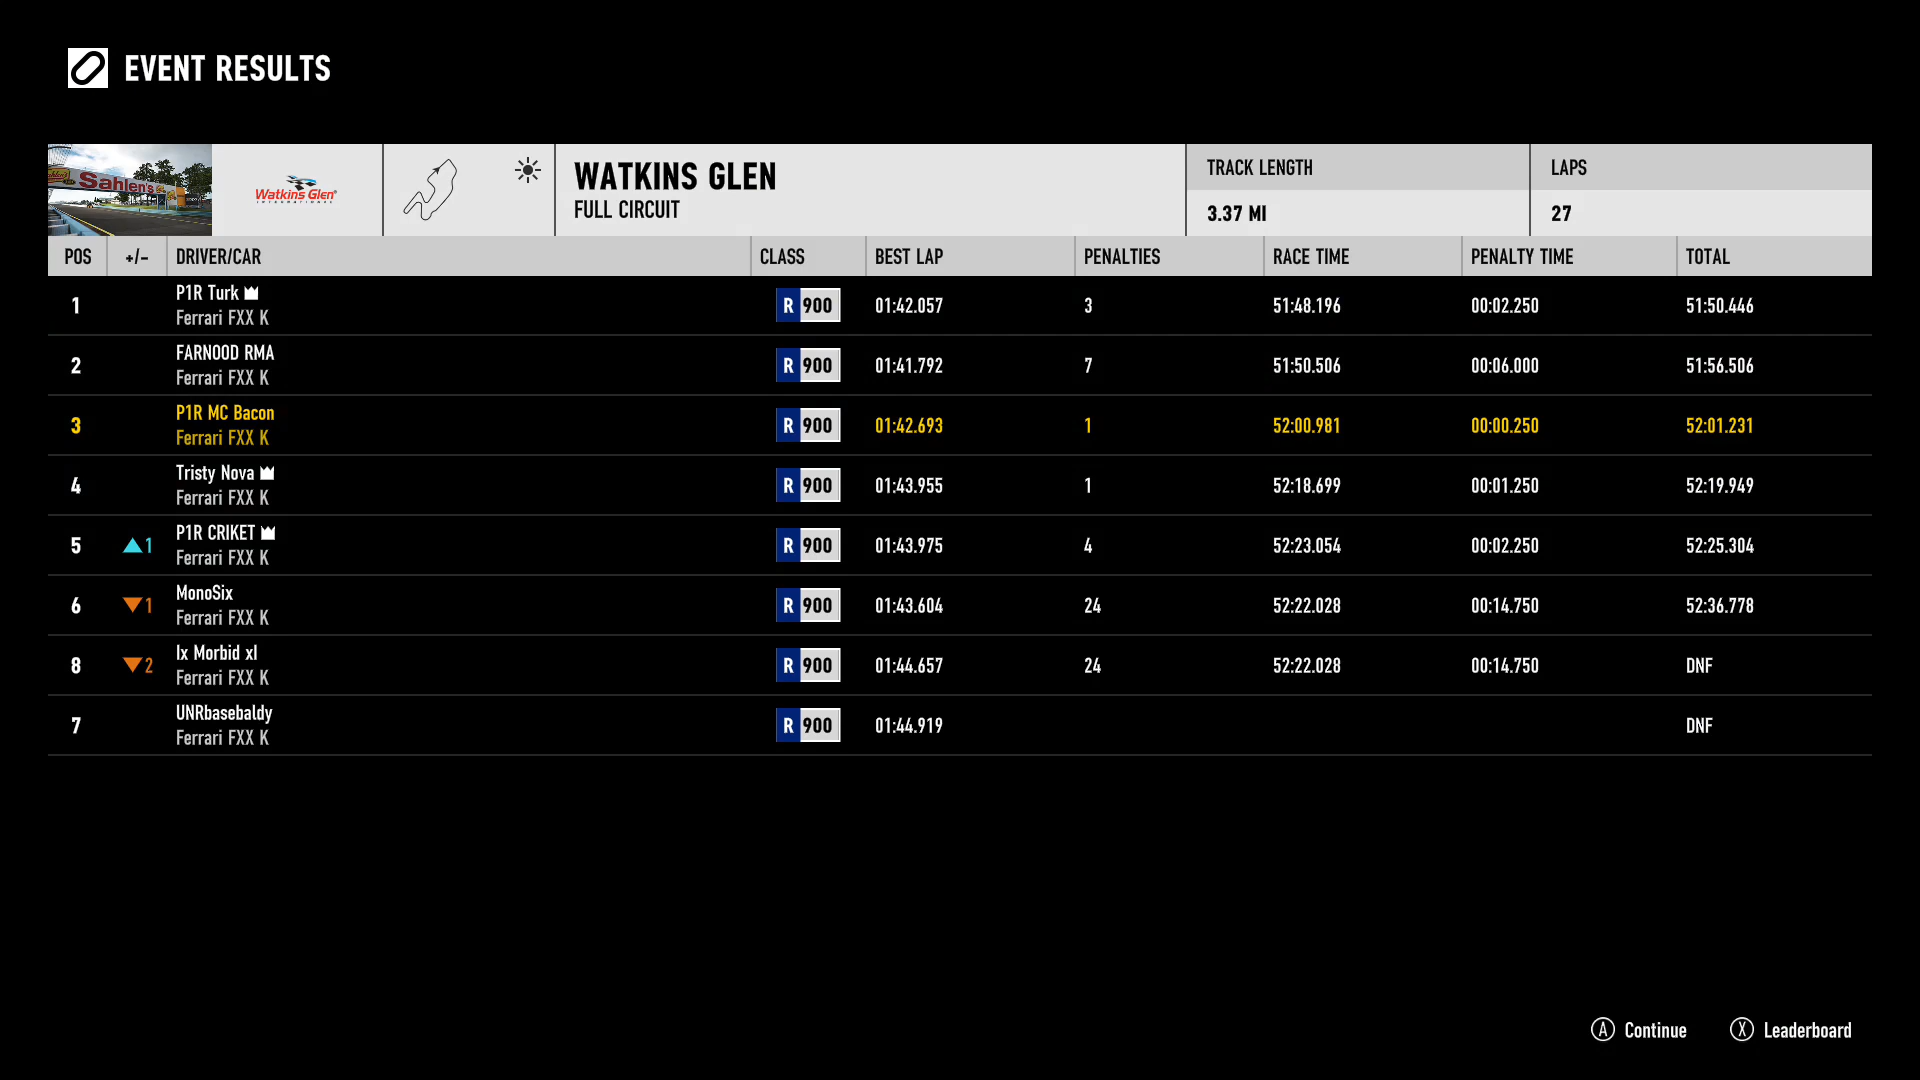 EVENT RESULTS
Sahlen's
Watkins Glen
INTERNATIONAL
WATKINS GLEN
FULL CIRCUIT
TRACK LENGTH
3.37 MI
LAPS
27
POS +/- DRIVER/CAR CLASS BEST LAP PENALTIES RACE TIME PENALTY TIME TOTAL
1 P1R Turk R 900 01:42.057 3 51:48.196 00:02.250 51:50.446
Ferrari FXX K
2 FARNOOD RMA R 900 01:41.792 7 51:50.506 00:06.000 51:56.506
Ferrari FXX K
3 P1R MC Bacon R 900 01:42.693 1 52:00.981 00:00.250 52:01.231
Ferrari FXX K
4 Tristy Nova R 900 01:43.955 1 52:18.699 00:01.250 52:19.949
Ferrari FXX K
5 ▲1 P1R CRIKET R 900 01:43.975 4 52:23.054 00:02.250 52:25.304
Ferrari FXX K
6 ▼1 MonoSix R 900 01:43.604 24 52:22.028 00:14.750 52:36.778
Ferrari FXX K
8 ▼2 Ix Morbid xI R 900 01:44.657 24 52:22.028 00:14.750 DNF
Ferrari FXX K
7 UNRbasebaldy R 900 01:44.919 DNF
Ferrari FXX K
A Continue X Leaderboard